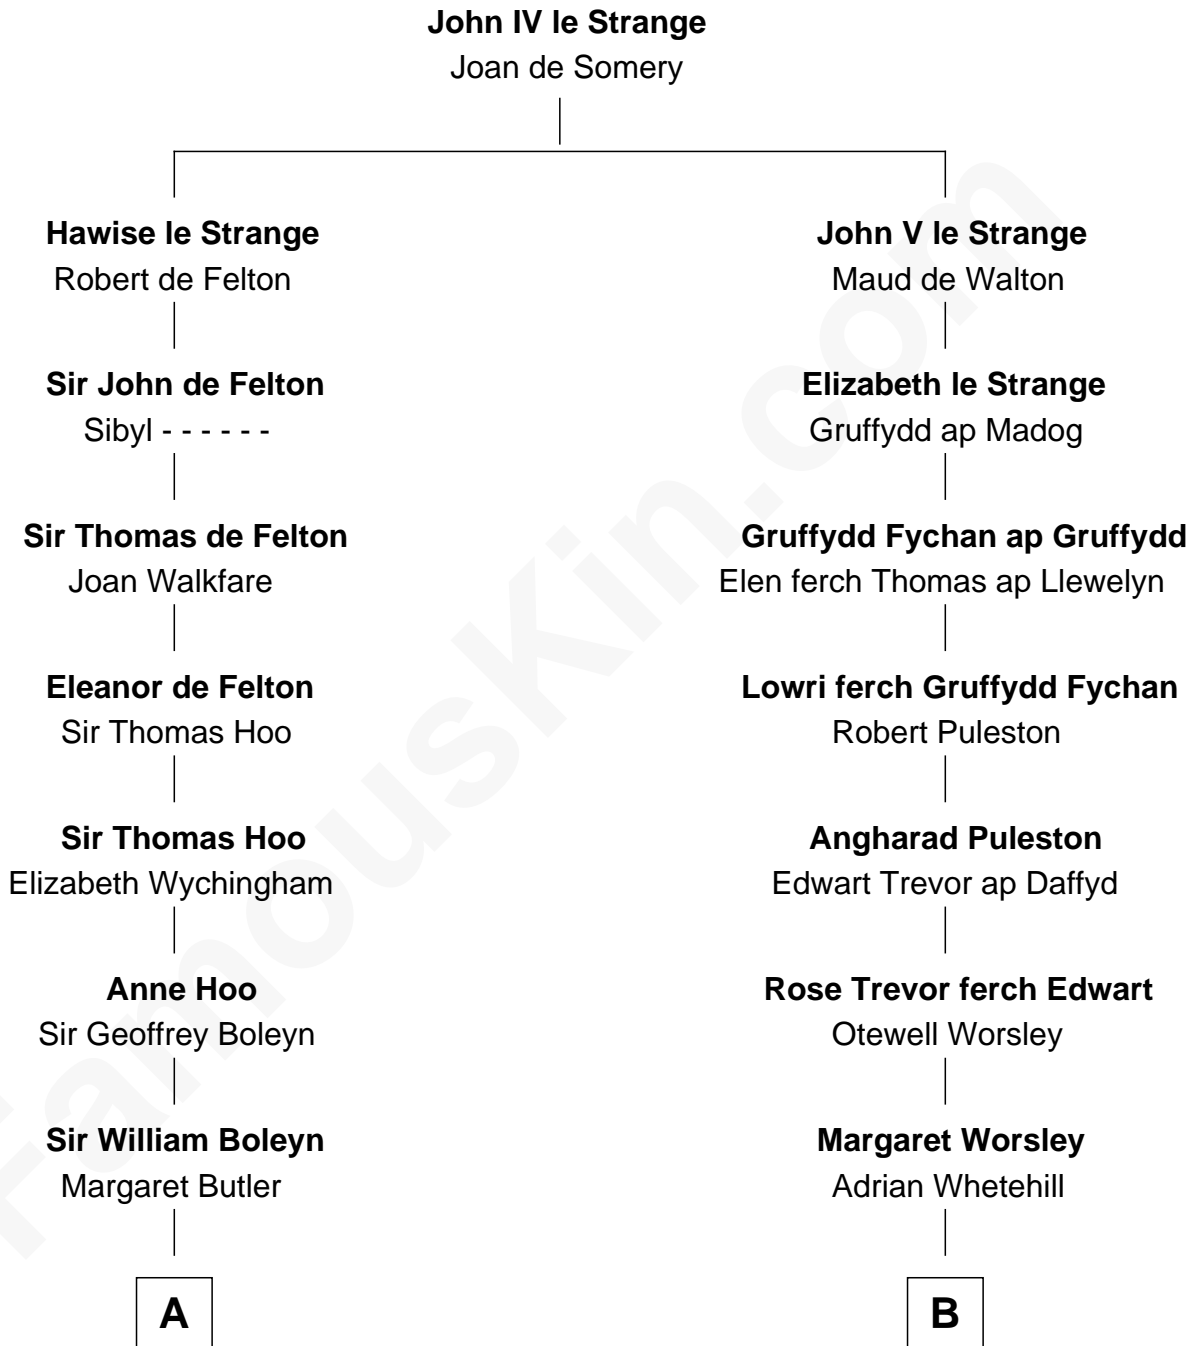 John IV le Strange
Joan de Somery
Hawise le Strange
Robert de Felton
John V le Strange
Maud de Walton
Sir John de Felton
Sibyl - - - - - -
Elizabeth le Strange
Gruffydd ap Madog
Sir Thomas de Felton
Joan Walkfare
Gruffydd Fychan ap Gruffydd
Elen ferch Thomas ap Llewelyn
Eleanor de Felton
Sir Thomas Hoo
Lowri ferch Gruffydd Fychan
Robert Puleston
Sir Thomas Hoo
Elizabeth Wychingham
Angharad Puleston
Edwart Trevor ap Daffyd
Anne Hoo
Sir Geoffrey Boleyn
Rose Trevor ferch Edwart
Otewell Worsley
Sir William Boleyn
Margaret Butler
Margaret Worsley
Adrian Whetehill
A
B
FamousKin.com